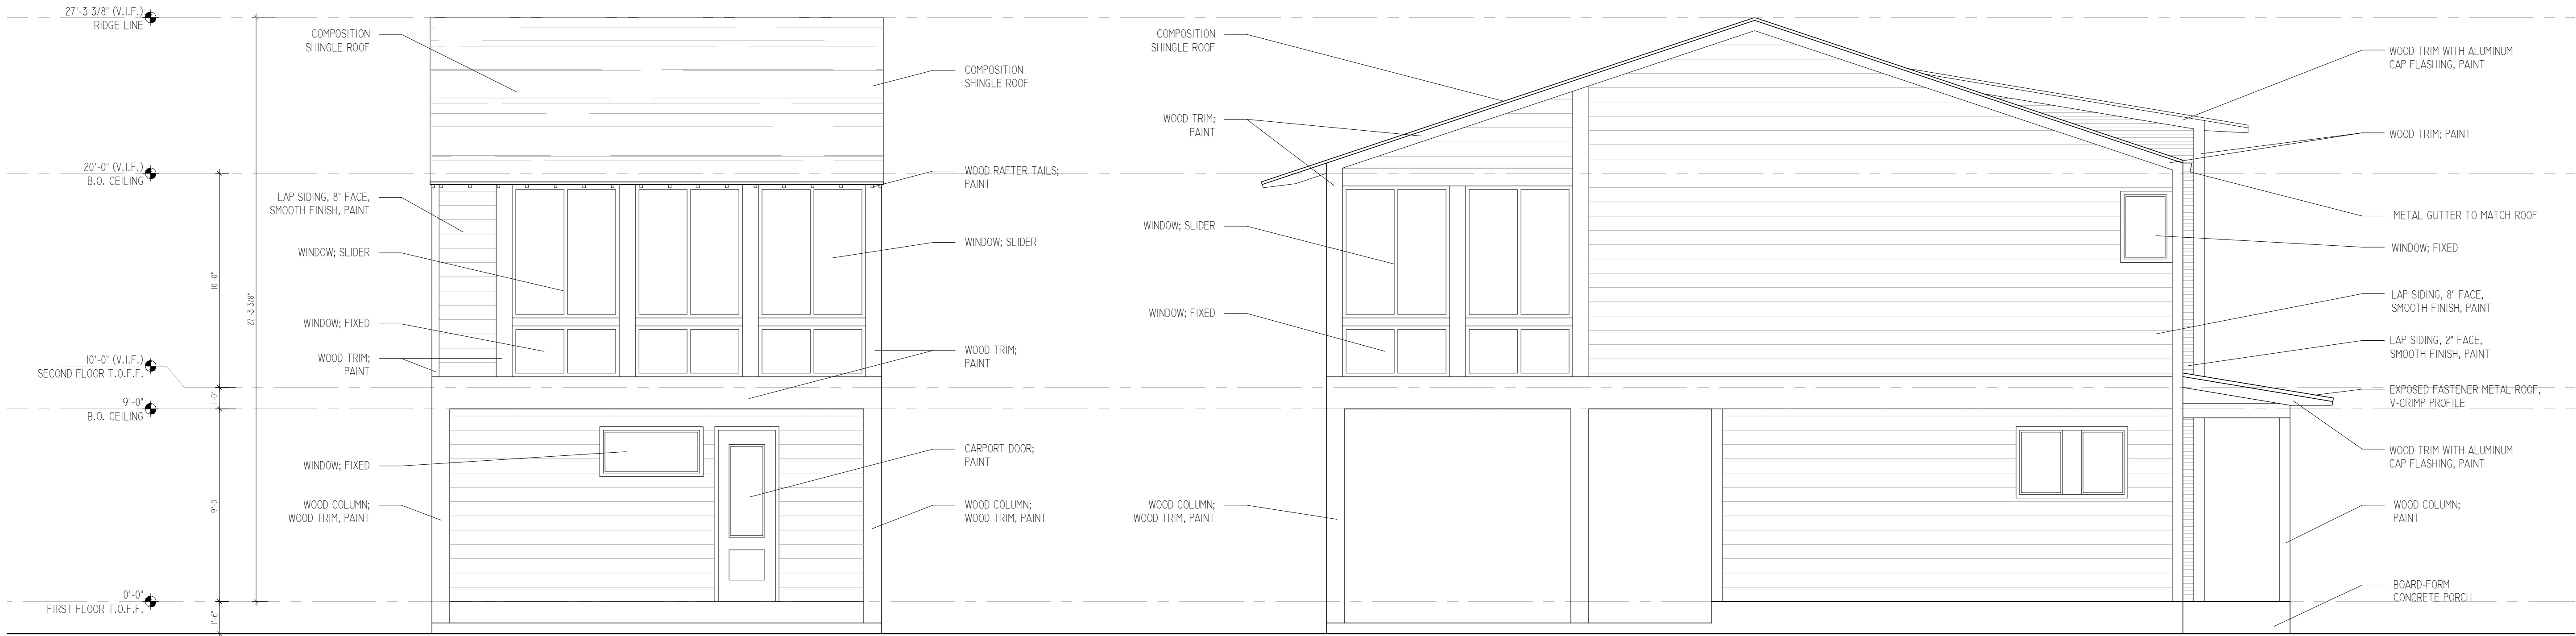 27'-3 3/8" (V.I.F.)
RIDGE LINE
20'-0" (V.I.F.)
B.O. CEILING
10'-0" (V.I.F.)
SECOND FLOOR T.O.F.F.
9'-0"
B.O. CEILING
0'-0"
FIRST FLOOR T.O.F.F.
10'-0"
1'-0"
9'-0"
1'-6"
27'-3 3/8"
COMPOSITION
SHINGLE ROOF
LAP SIDING, 8" FACE,
SMOOTH FINISH, PAINT
WINDOW; SLIDER
WINDOW; FIXED
WOOD TRIM;
PAINT
WINDOW; FIXED
WOOD COLUMN;
WOOD TRIM, PAINT
COMPOSITION
SHINGLE ROOF
WOOD RAFTER TAILS;
PAINT
WINDOW; SLIDER
WOOD TRIM;
PAINT
CARPORT DOOR;
PAINT
WOOD COLUMN;
WOOD TRIM, PAINT
COMPOSITION
SHINGLE ROOF
WOOD TRIM;
PAINT
WINDOW; SLIDER
WINDOW; FIXED
WOOD COLUMN;
WOOD TRIM, PAINT
WOOD TRIM WITH ALUMINUM
CAP FLASHING, PAINT
WOOD TRIM; PAINT
METAL GUTTER TO MATCH ROOF
WINDOW; FIXED
LAP SIDING, 8" FACE,
SMOOTH FINISH, PAINT
LAP SIDING, 2" FACE,
SMOOTH FINISH, PAINT
EXPOSED FASTENER METAL ROOF,
V-CRIMP PROFILE
WOOD TRIM WITH ALUMINUM
CAP FLASHING, PAINT
WOOD COLUMN;
PAINT
BOARD-FORM
CONCRETE PORCH